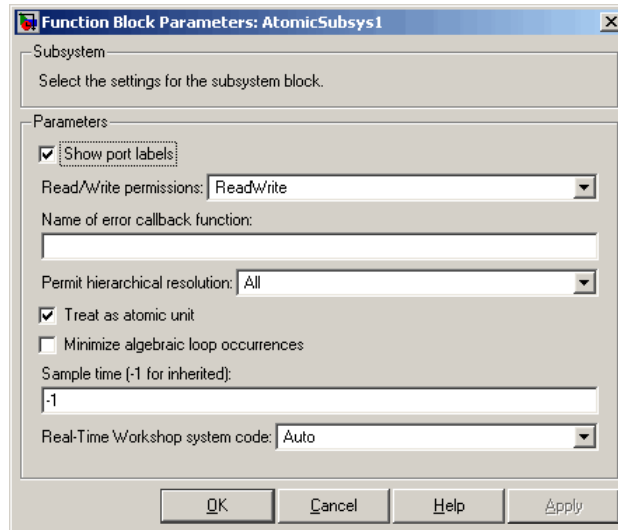 Function Block Parameters: AtomicSubsys1
Subsystem
Select the settings for the subsystem block.
Parameters
Show port labels
Read/Write permissions: ReadWrite
Name of error callback function:
Permit hierarchical resolution: All
Treat as atomic unit
Minimize algebraic loop occurrences
Sample time (-1 for inherited):
-1
Real-Time Workshop system code: Auto
OK Cancel Help Apply